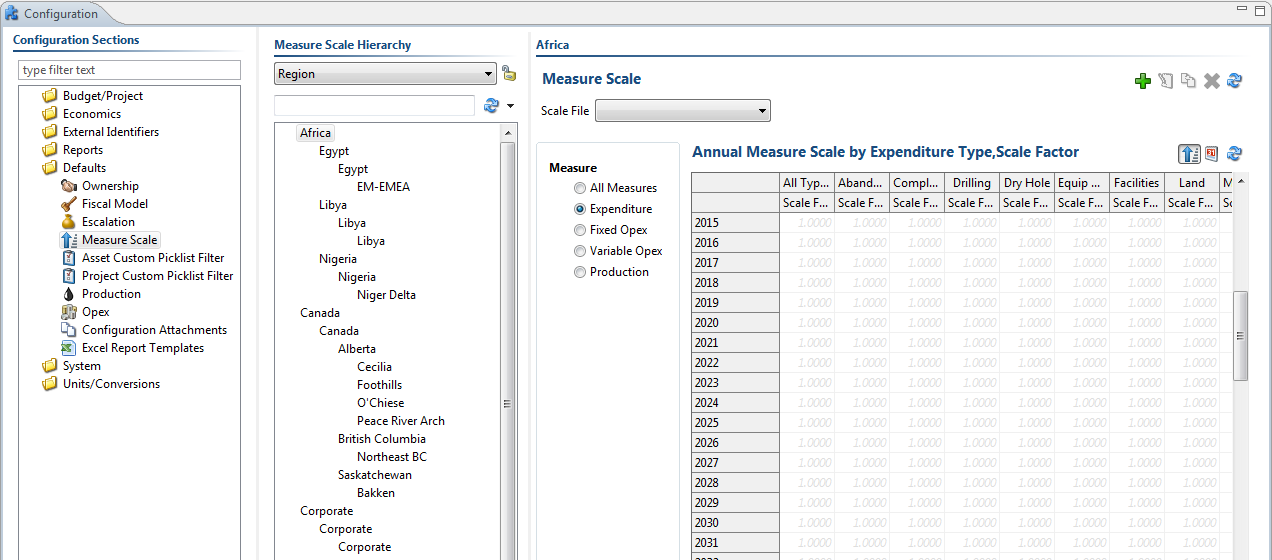 Configuration
Configuration Sections
type filter text
Budget/Project
Economics
External Identifiers
Reports
Defaults
Ownership
Fiscal Model
Escalation
Measure Scale
Asset Custom Picklist Filter
Project Custom Picklist Filter
Production
Opex
Configuration Attachments
Excel Report Templates
System
Units/Conversions
Measure Scale Hierarchy
Region
Africa
Egypt
Egypt
EM-EMEA
Libya
Libya
Libya
Nigeria
Nigeria
Niger Delta
Canada
Canada
Alberta
Cecilia
Foothills
O'Chiese
Peace River Arch
British Columbia
Northeast BC
Saskatchewan
Bakken
Corporate
Corporate
Corporate
Africa
Measure Scale
Scale File
Measure
All Measures
Expenditure
Fixed Opex
Variable Opex
Production
Annual Measure Scale by Expenditure Type,Scale Factor
31
All Typ... Aband... Compl... Drilling Dry Hole Equip ... Facilities Land
Scale F... Scale F... Scale F... Scale F... Scale F... Scale F... Scale F... Scale F...
2015 1.0000 1.0000 1.0000 1.0000 1.0000 1.0000 1.0000 1.0000
2016 1.0000 1.0000 1.0000 1.0000 1.0000 1.0000 1.0000 1.0000
2017 1.0000 1.0000 1.0000 1.0000 1.0000 1.0000 1.0000 1.0000
2018 1.0000 1.0000 1.0000 1.0000 1.0000 1.0000 1.0000 1.0000
2019 1.0000 1.0000 1.0000 1.0000 1.0000 1.0000 1.0000 1.0000
2020 1.0000 1.0000 1.0000 1.0000 1.0000 1.0000 1.0000 1.0000
2021 1.0000 1.0000 1.0000 1.0000 1.0000 1.0000 1.0000 1.0000
2022 1.0000 1.0000 1.0000 1.0000 1.0000 1.0000 1.0000 1.0000
2023 1.0000 1.0000 1.0000 1.0000 1.0000 1.0000 1.0000 1.0000
2024 1.0000 1.0000 1.0000 1.0000 1.0000 1.0000 1.0000 1.0000
2025 1.0000 1.0000 1.0000 1.0000 1.0000 1.0000 1.0000 1.0000
2026 1.0000 1.0000 1.0000 1.0000 1.0000 1.0000 1.0000 1.0000
2027 1.0000 1.0000 1.0000 1.0000 1.0000 1.0000 1.0000 1.0000
2028 1.0000 1.0000 1.0000 1.0000 1.0000 1.0000 1.0000 1.0000
2029 1.0000 1.0000 1.0000 1.0000 1.0000 1.0000 1.0000 1.0000
2030 1.0000 1.0000 1.0000 1.0000 1.0000 1.0000 1.0000 1.0000
2031 1.0000 1.0000 1.0000 1.0000 1.0000 1.0000 1.0000 1.0000